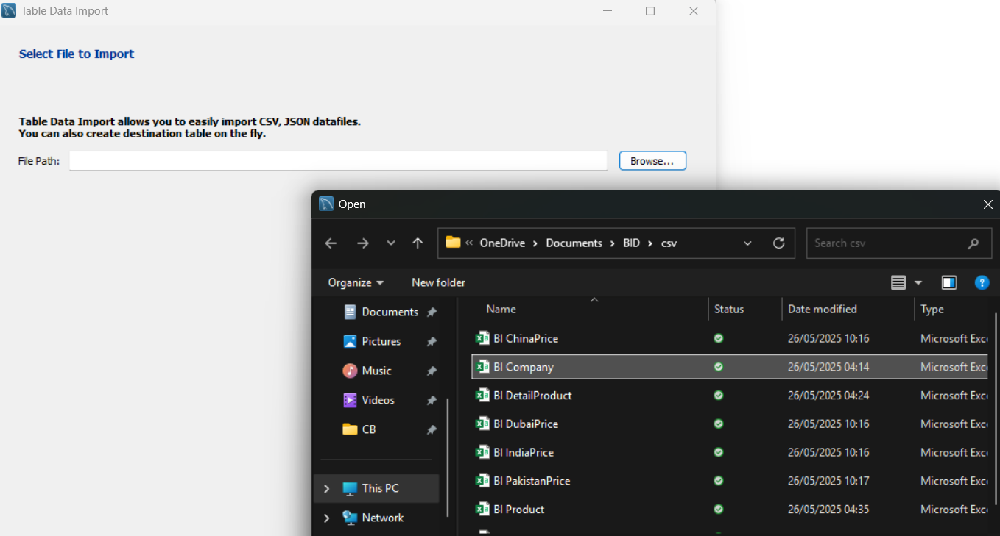 Table Data Import
Select File to Import
Table Data Import allows you to easily import CSV, JSON datafiles.
You can also create destination table on the fly.
File Path:
Browse...
Open
« OneDrive > Documents > BID > csv
Search csv
Organize
New folder
Documents
Pictures
Music
Videos
CB
This PC
Network
Name Status Date modified Type
BI ChinaPrice 26/05/2025 10:16 Microsoft Exc
BI Company 26/05/2025 04:14 Microsoft Exc
BI DetailProduct 26/05/2025 04:24 Microsoft Exc
BI DubaiPrice 26/05/2025 10:16 Microsoft Exc
BI IndiaPrice 26/05/2025 10:16 Microsoft Exc
BI PakistanPrice 26/05/2025 10:17 Microsoft Exc
BI Product 26/05/2025 04:35 Microsoft Exc